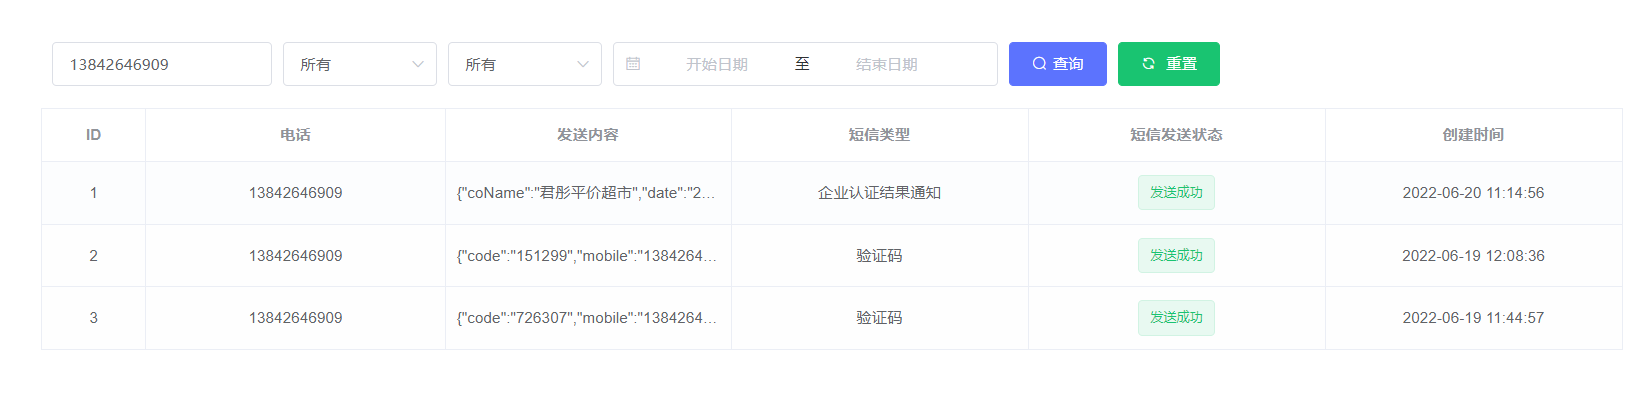 13842646909 所有 所有 开始日期 至 结束日期 查询 重置
ID 电话 发送内容 短信类型 短信发送状态 创建时间
1 13842646909 {"coName":"君彤平价超市","date":"2... 企业认证结果通知 发送成功 2022-06-20 11:14:56
2 13842646909 {"code":"151299","mobile":"1384264... 验证码 发送成功 2022-06-19 12:08:36
3 13842646909 {"code":"726307","mobile":"1384264... 验证码 发送成功 2022-06-19 11:44:57